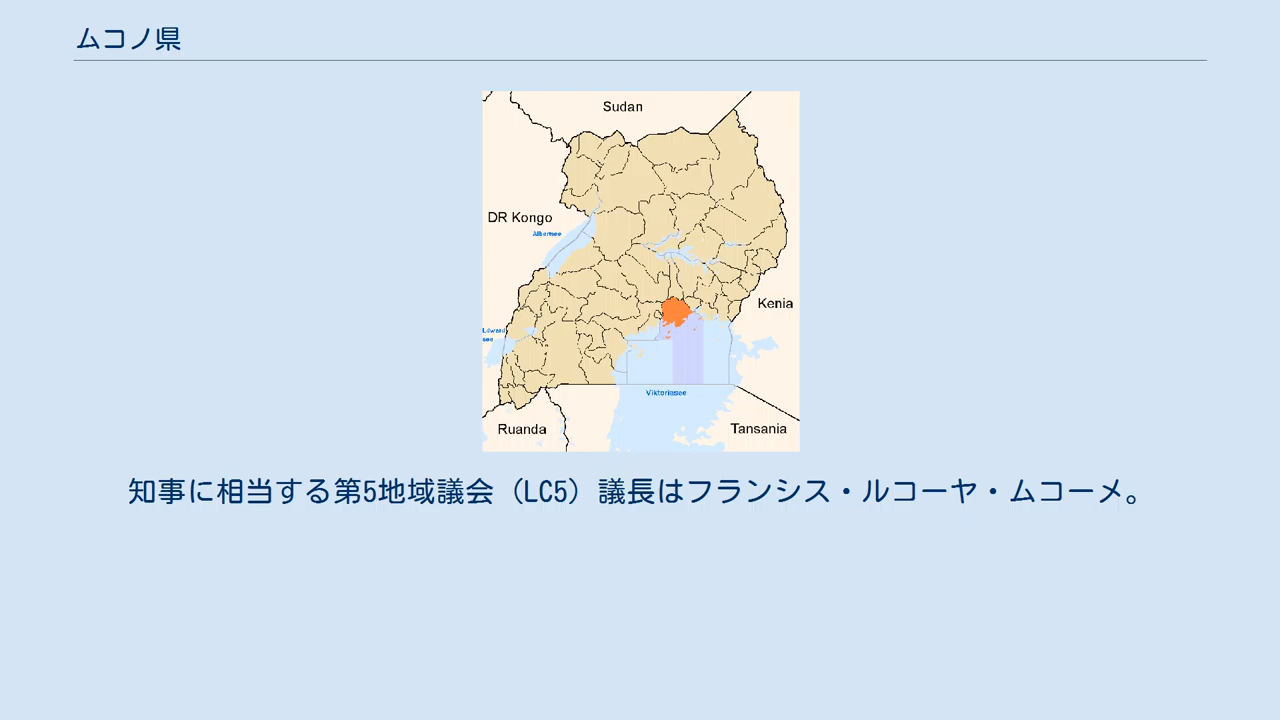 ムコノ県
Sudan
DR Kongo
Albertsee
Kenia
Edward
see
Viktoriasee
Ruanda
Tansania
知事に相当する第5地域議会（LC5）議長はフランシス・ルコーヤ・ムコーメ。